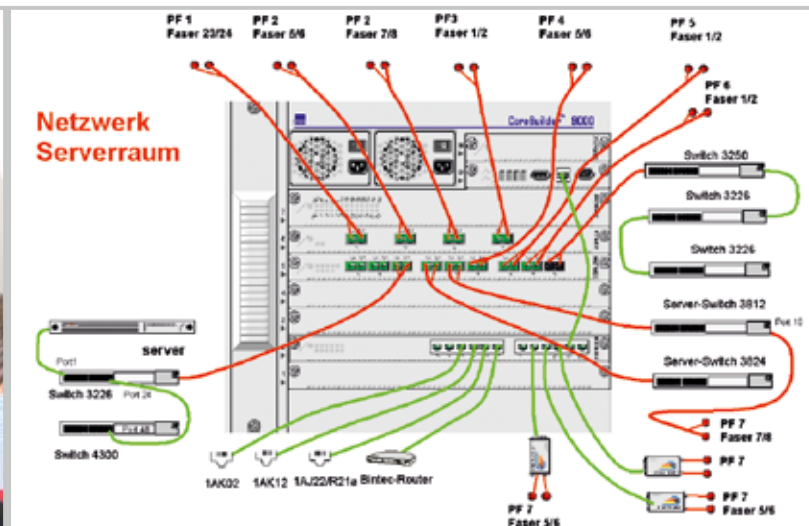 PF 1
Faser 23/24
PF 2
Faser 5/6
PF 2
Faser 7/8
PF3
Faser 1/2
PF 4
Faser 5/6
PF 5
Faser 1/2
PF 6
Faser 1/2
Netzwerk
Serverraum
CoreBuilder 9000
Switch 3250
Switch 3226
Switch 3226
Server-Switch 3812
Port 10
Server-Switch 3824
server
Port1
Switch 3226
Port 24
Port 48
Switch 4300
1AK02
1AK12
1AJ22/R21a
Bintec-Router
PF 7
Faser 7/8
PF 7
PF 7
Faser 5/6
PF 7
Faser 5/6